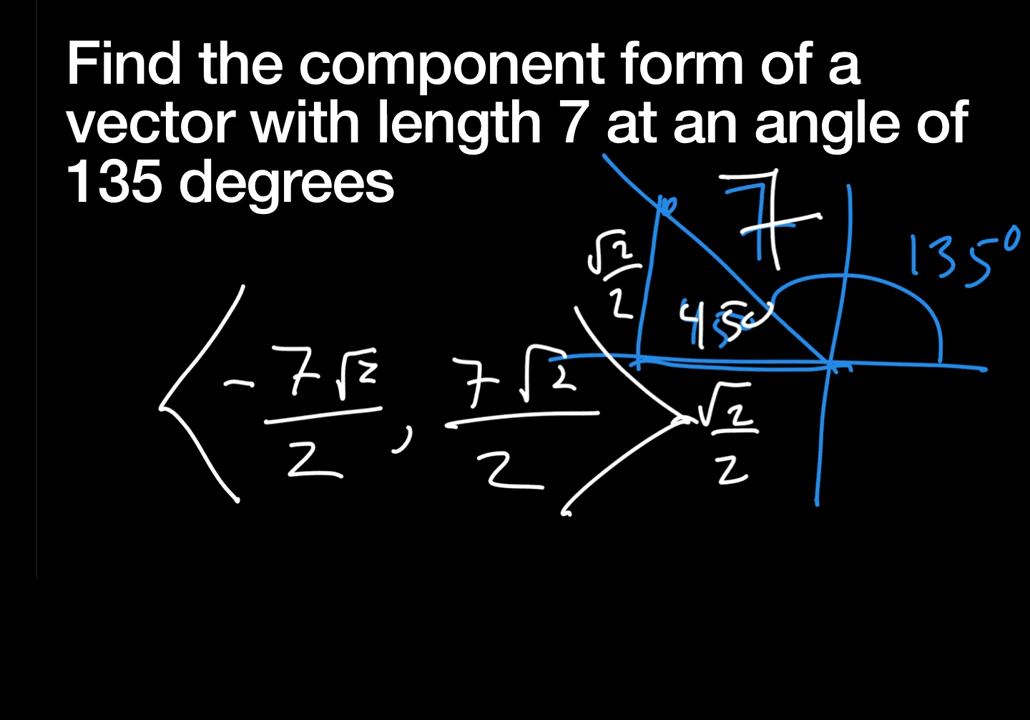 Find the component form of a
vector with length 7 at an angle of
135 degrees
7
135°
√2/2
45°
⟨-7√2/2, 7√2/2⟩
-√2/2